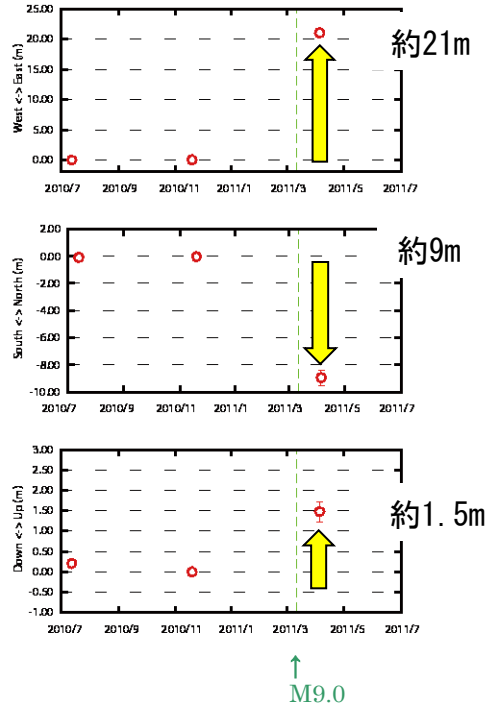 25.00
20.00
15.00
10.00
5.00
0.00
West <-> East (m)
2010/7 2010/9 2010/11 2011/1 2011/3 2011/5 2011/7
約21m
2.00
0.00
-2.00
-4.00
-6.00
-8.00
-10.00
South <-> North (m)
2010/7 2010/9 2010/11 2011/1 2011/3 2011/5 2011/7
約9m
3.00
2.50
2.00
1.50
1.00
0.50
0.00
-0.50
-1.00
Down <-> Up (m)
2010/7 2010/9 2010/11 2011/1 2011/3 2011/5 2011/7
約1.5m
↑
M9.0